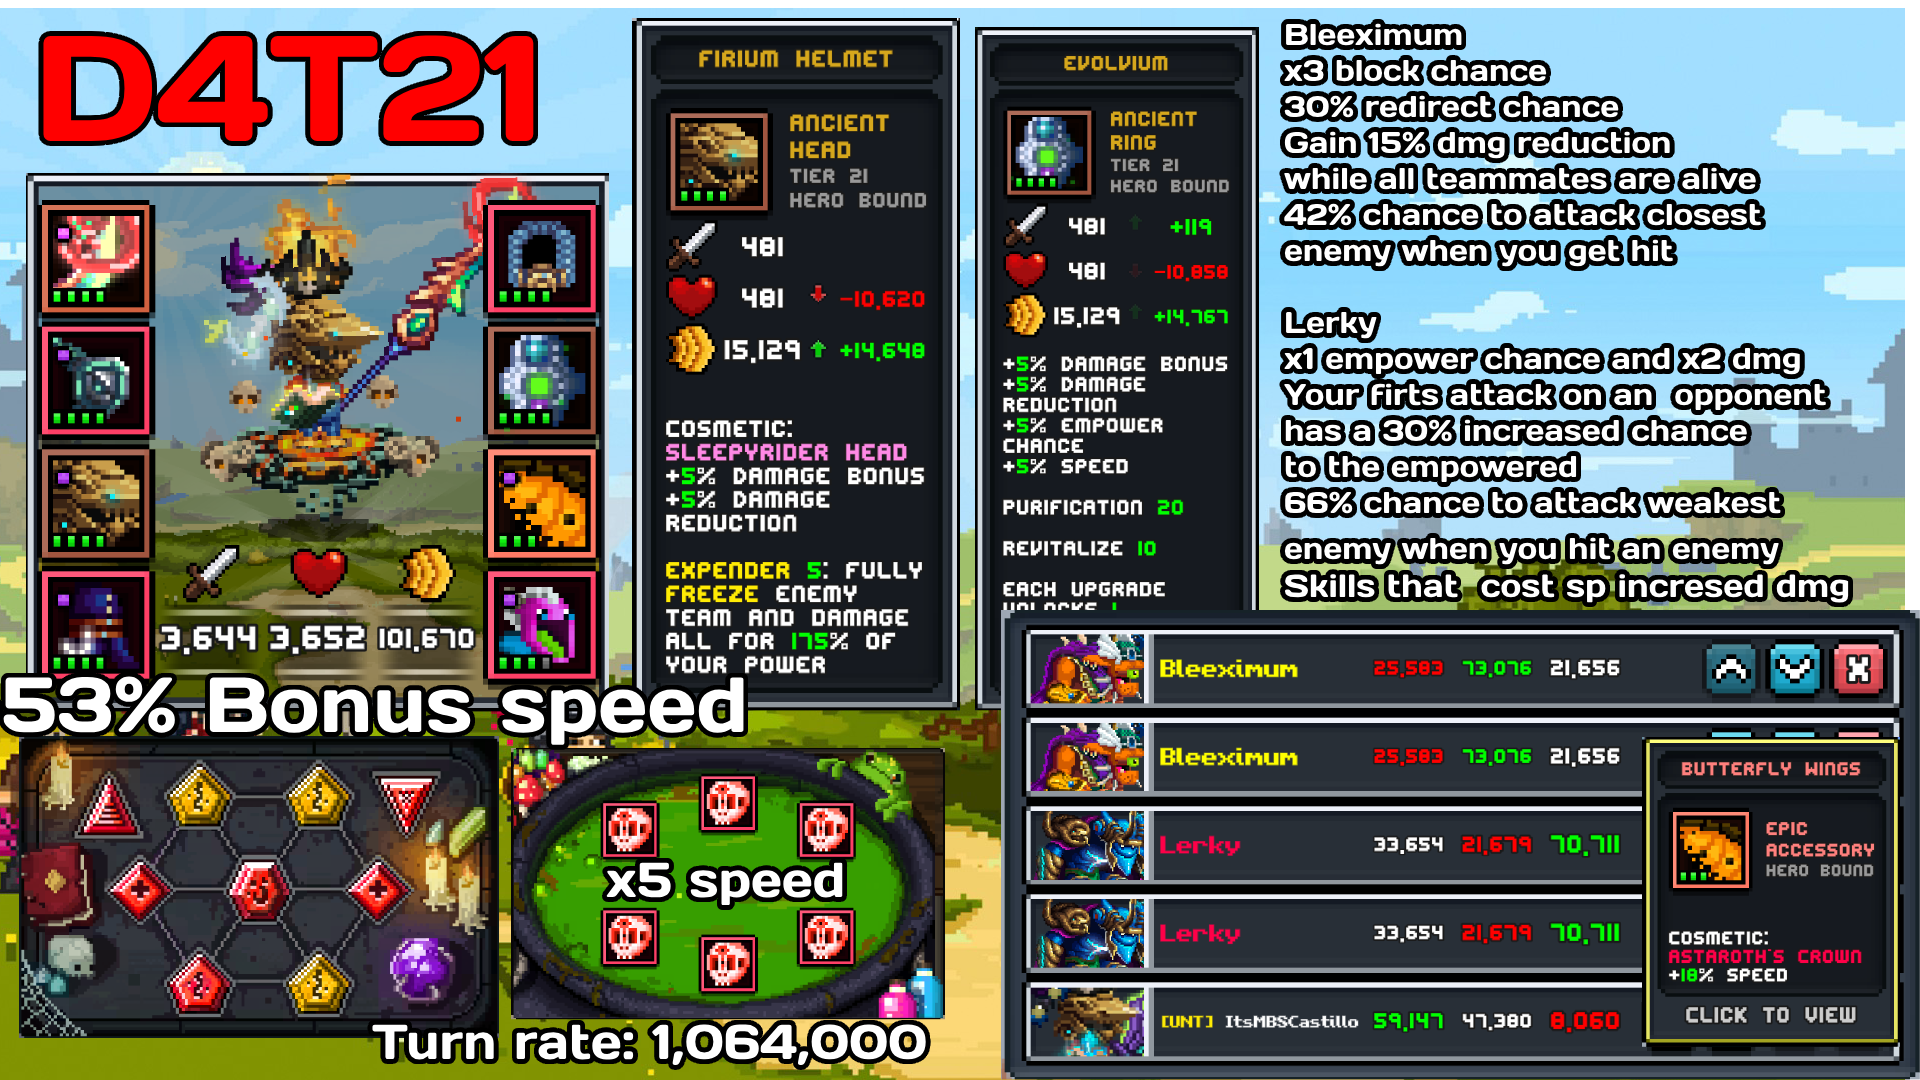 D4T21
3,644 3,652 101,670
53% Bonus speed
x5 speed
Turn rate: 1,064,000
FIRIUM HELMET
ANCIENT
HEAD
TIER 21
HERO BOUND
481
481 -10,620
15,129 +14,648
COSMETIC:
SLEEPYRIDER HEAD
+5% DAMAGE BONUS
+5% DAMAGE
REDUCTION
EXPENDER 5: FULLY
FREEZE ENEMY
TEAM AND DAMAGE
ALL FOR 175% OF
YOUR POWER
EVOLVIUM
ANCIENT
RING
TIER 21
HERO BOUND
481 +119
481 -10,858
15,129 +14,767
+5% DAMAGE BONUS
+5% DAMAGE
REDUCTION
+5% EMPOWER
CHANCE
+5% SPEED
PURIFICATION 20
REVITALIZE 10
EACH UPGRADE
UNLOCKS 1
Bleeximum
x3 block chance
30% redirect chance
Gain 15% dmg reduction
while all teammates are alive
42% chance to attack closest
enemy when you get hit
Lerky
x1 empower chance and x2 dmg
Your firts attack on an opponent
has a 30% increased chance
to the empowered
66% chance to attack weakest
enemy when you hit an enemy
Skills that cost sp incresed dmg
Bleeximum 25,583 73,076 21,656
Bleeximum 25,583 73,076 21,656
Lerky 33,654 21,679 70,711
Lerky 33,654 21,679 70,711
[UNT] ItsMBSCastillo 59,147 47,380 8,060
BUTTERFLY WINGS
EPIC
ACCESSORY
HERO BOUND
COSMETIC:
ASTAROTH'S CROWN
+18% SPEED
CLICK TO VIEW